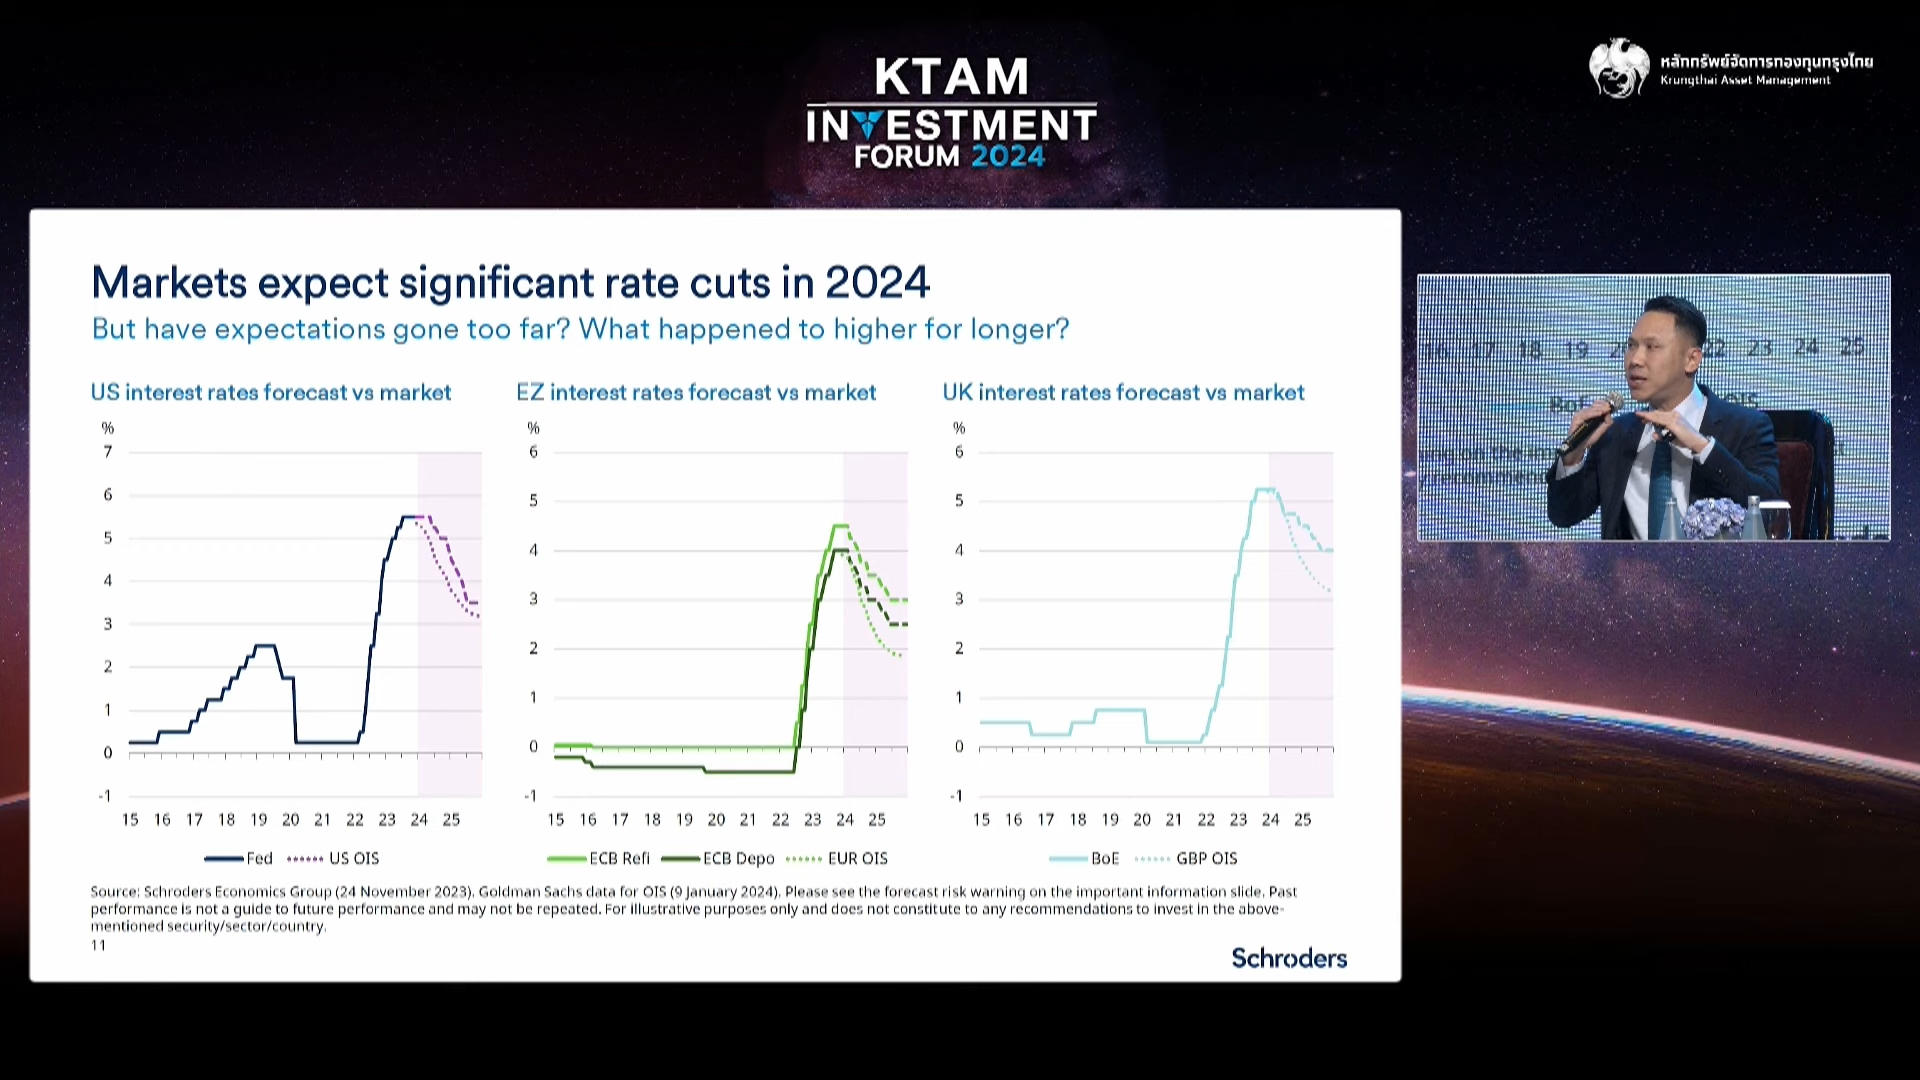 KTAM
INVESTMENT
FORUM 2024
หลักทรัพย์จัดการกองทุนกรุงไทย
Krungthai Asset Management
Markets expect significant rate cuts in 2024
But have expectations gone too far? What happened to higher for longer?
US interest rates forecast vs market
%
7
6
5
4
3
2
1
0
-1
15 16 17 18 19 20 21 22 23 24 25
Fed US OIS
EZ interest rates forecast vs market
%
6
5
4
3
2
1
0
-1
15 16 17 18 19 20 21 22 23 24 25
ECB Refi ECB Depo EUR OIS
UK interest rates forecast vs market
%
6
5
4
3
2
1
0
-1
15 16 17 18 19 20 21 22 23 24 25
BoE GBP OIS
Source: Schroders Economics Group (24 November 2023). Goldman Sachs data for OIS (9 January 2024). Please see the forecast risk warning on the important information slide. Past
performance is not a guide to future performance and may not be repeated. For illustrative purposes only and does not constitute to any recommendations to invest in the above-
mentioned security/sector/country.
11
Schroders
16 17 18 19 22 23 24 25
BoE OIS